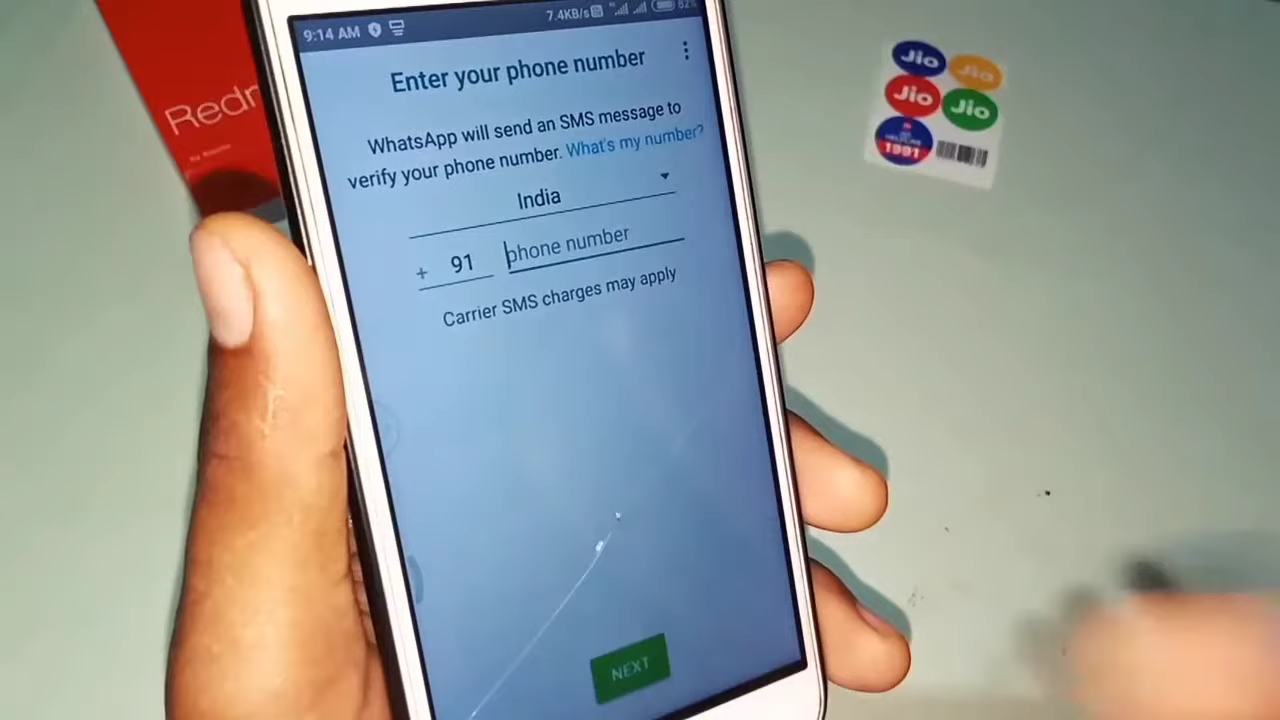 9:14 AM
7.4KB/s
82%
Enter your phone number
WhatsApp will send an SMS message to
verify your phone number. What's my number?
India
+ 91 phone number
Carrier SMS charges may apply
NEXT
Redr
Jio
Jio
Jio
Jio
1991